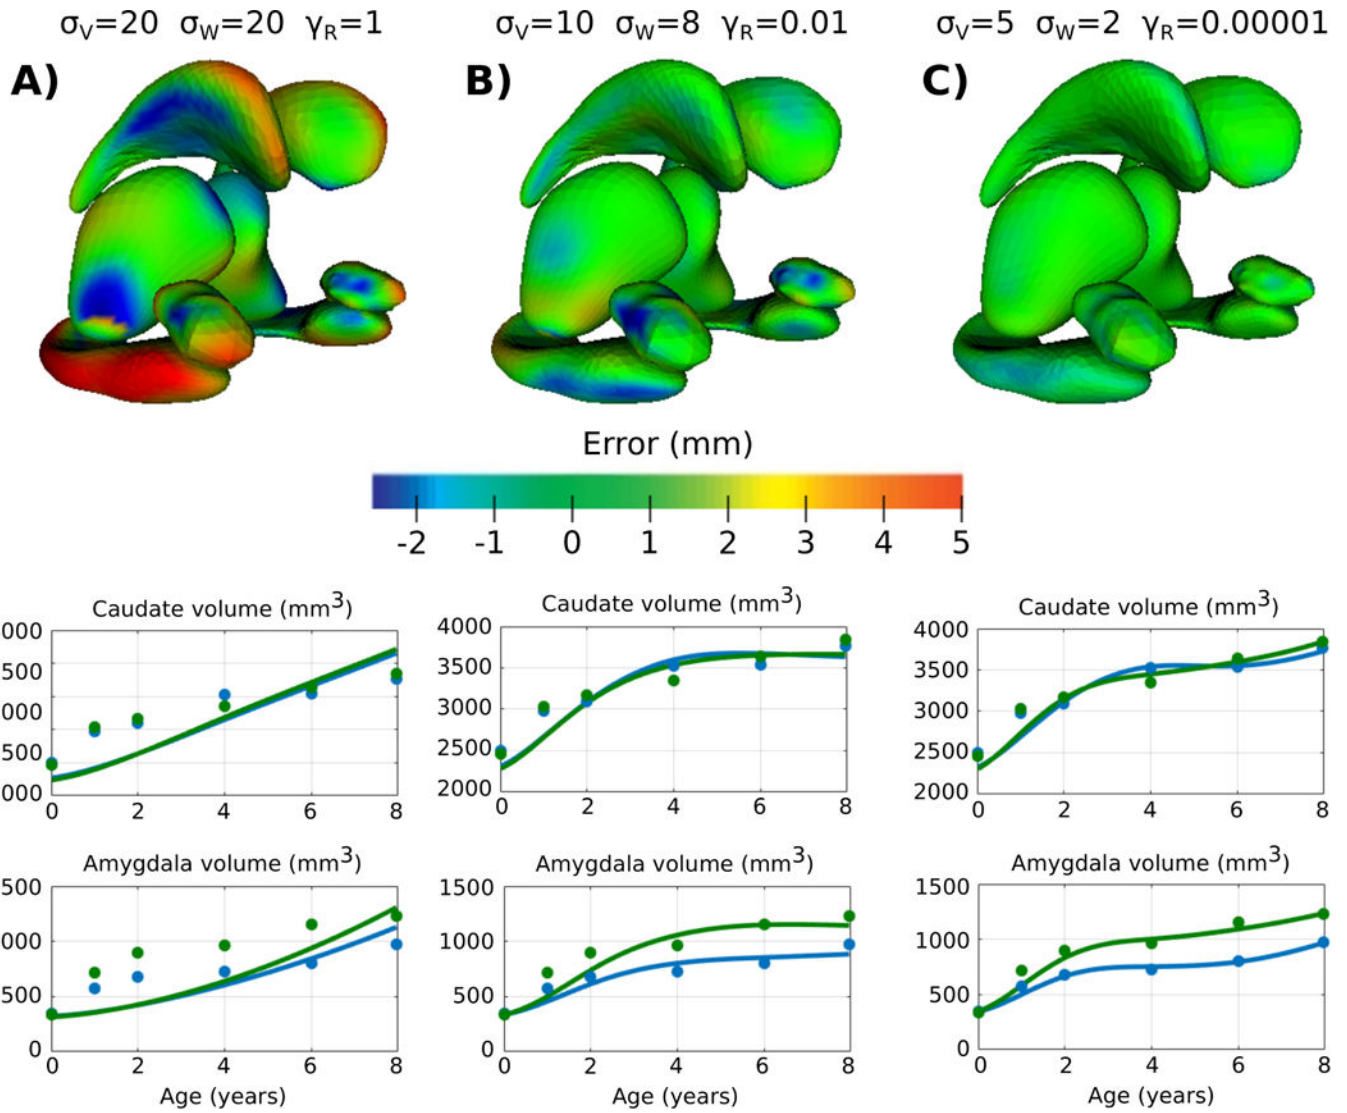 σV=20 σW=20 γR=1
σV=10 σW=8 γR=0.01
σV=5 σW=2 γR=0.00001
A)
B)
C)
Error (mm)
-2 -1 0 1 2 3 4 5
Caudate volume (mm3)
000
500
000
500
000
0 2 4 6 8
Caudate volume (mm3)
4000
3500
3000
2500
2000
0 2 4 6 8
Caudate volume (mm3)
4000
3500
3000
2500
2000
0 2 4 6 8
Amygdala volume (mm3)
500
000
500
0
0 2 4 6 8
Age (years)
Amygdala volume (mm3)
1500
1000
500
0
0 2 4 6 8
Age (years)
Amygdala volume (mm3)
1500
1000
500
0
0 2 4 6 8
Age (years)